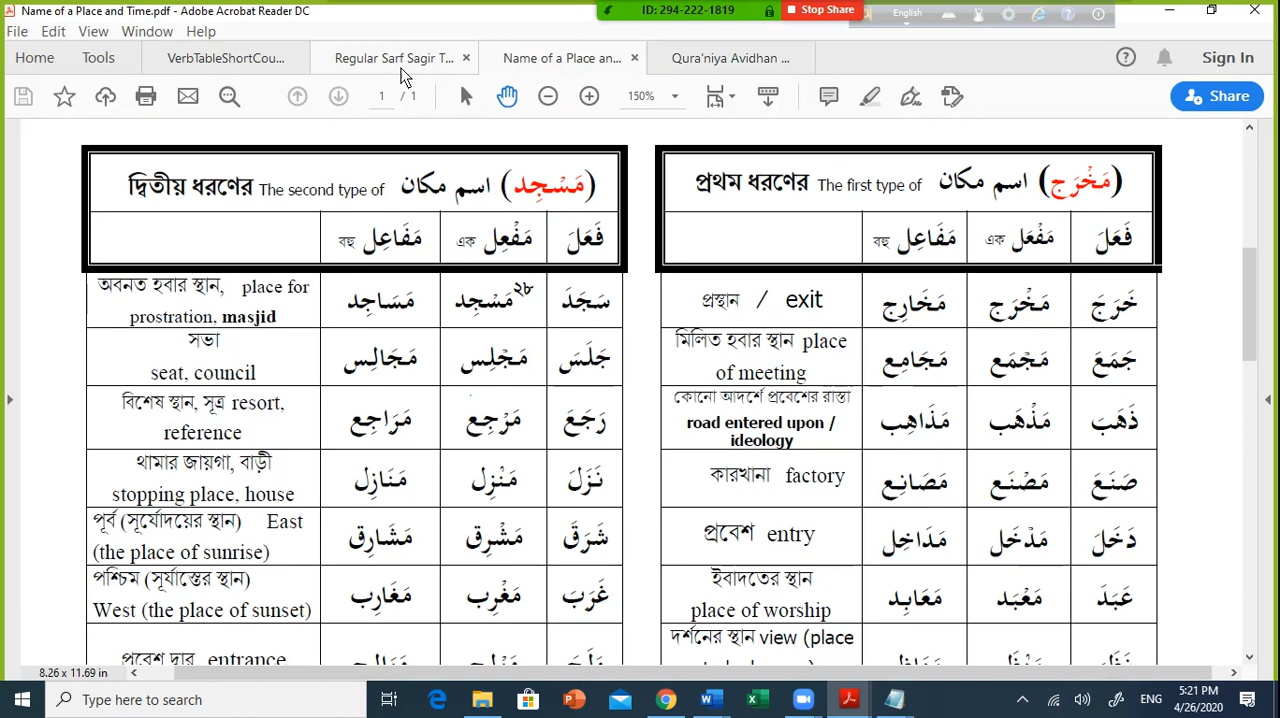 Name of a Place and Time.pdf - Adobe Acrobat Reader DC
ID: 294-222-1819
Stop Share
English
File Edit View Window Help
Home Tools VerbTableShortCou... Regular Sarf Sagir T... × Name of a Place an... × Qura'niya Avidhan ... Sign In
1 / 1 150% Share
দ্বিতীয় ধরণের The second type of اسم مكان (مَسْجِد)
বহু مَفَاعِل এক مَفْعِل فَعَلَ
অবনত হবার স্থান, place for
prostration, masjid
مَسَاجِد مَسْجِد٢٨ سَجَدَ
সভা
seat, council
مَجَالِس مَجْلِس جَلَسَ
বিশেষ স্থান, সূত্র resort,
reference
مَرَاجِع مَرْجِع رَجَعَ
থামার জায়গা, বাড়ী
stopping place, house
مَنَازِل مَنْزِل نَزَلَ
পূর্ব (সূর্যোদয়ের স্থান) East
(the place of sunrise)
مَشَارِق مَشْرِق شَرَقَ
পশ্চিম (সূর্যাস্তের স্থান)
West (the place of sunset)
مَغَارِب مَغْرِب غَرَبَ
প্রবেশ দ্বার entrance
প্রথম ধরণের The first type of اسم مكان (مَخْرَج)
বহু مَفَاعِل এক مَفْعَل فَعَلَ
প্রস্থান / exit
مَخَارِج مَخْرَج خَرَجَ
মিলিত হবার স্থান place
of meeting
مَجَامِع مَجْمَع جَمَعَ
কোনো আদর্শে প্রবেশের রাস্তা
road entered upon /
ideology
مَذَاهِب مَذْهَب ذَهَبَ
কারখানা factory
مَصَانِع مَصْنَع صَنَعَ
প্রবেশ entry
مَدَاخِل مَدْخَل دَخَلَ
ইবাদতের স্থান
place of worship
مَعَابِد مَعْبَد عَبَدَ
দর্শনের স্থান view (place
8.26 x 11.69 in
Type here to search
ENG
5:21 PM
4/26/2020